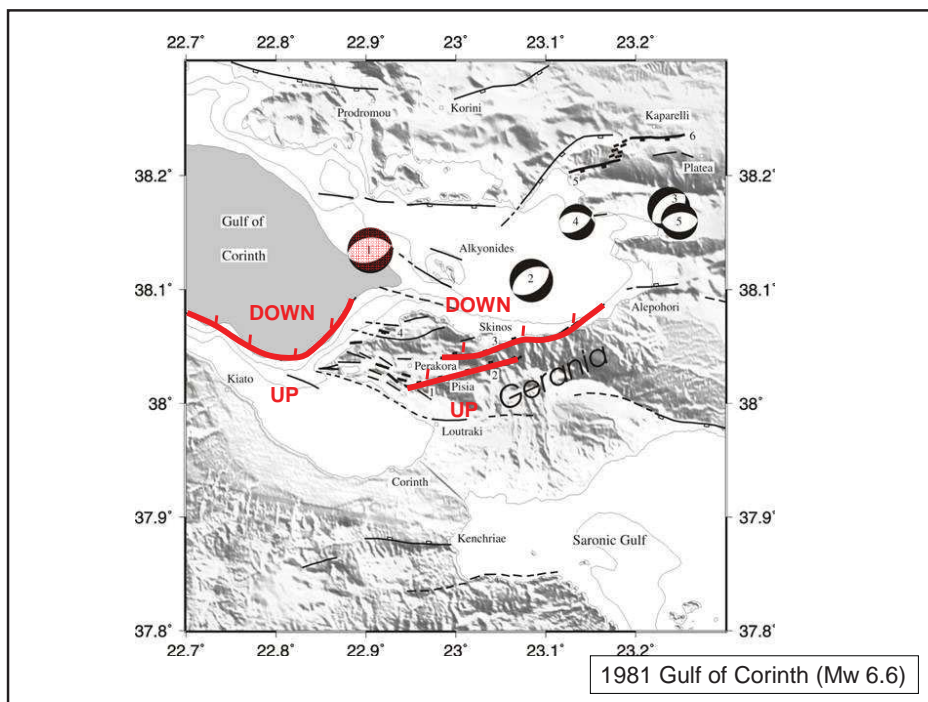 22.7˚ 22.8˚ 22.9˚ 23˚ 23.1˚ 23.2˚
Prodromou
Korini
Kaparelli
6
Platea
5
38.2˚ 38.2˚
3
4
5
Gulf of
Corinth
1
Alkyonides
2
38.1˚ 38.1˚
DOWN
DOWN
Alepohori
Skinos
4
3
Perakora
Gerania
Kiato
2
Pisia
1
38˚ 38˚
UP
UP
Loutraki
Corinth
37.9˚ 37.9˚
Kenchriae
Saronic Gulf
37.8˚ 37.8˚
22.7˚ 22.8˚ 22.9˚ 23˚ 23.1˚ 23.2˚
1981 Gulf of Corinth (Mw 6.6)